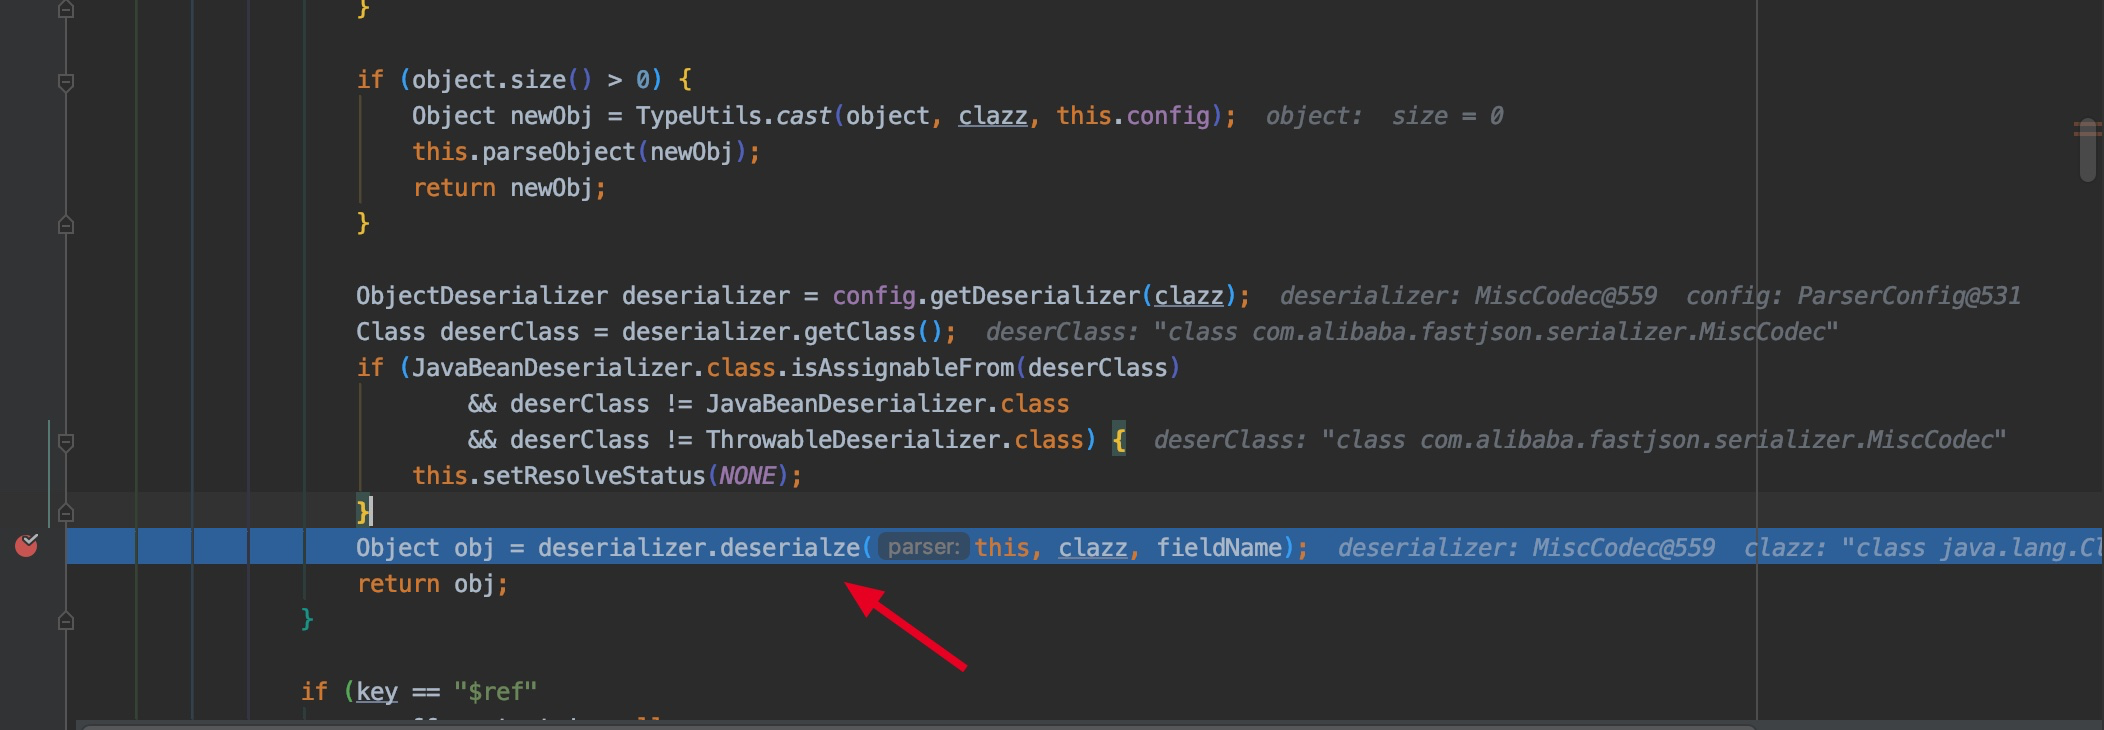 }
if (object.size() > 0) {
Object newObj = TypeUtils.cast(object, clazz, this.config); object: size = 0
this.parseObject(newObj);
return newObj;
}
ObjectDeserializer deserializer = config.getDeserializer(clazz); deserializer: MiscCodec@559 config: ParserConfig@531
Class deserClass = deserializer.getClass(); deserClass: "class com.alibaba.fastjson.serializer.MiscCodec"
if (JavaBeanDeserializer.class.isAssignableFrom(deserClass)
&& deserClass != JavaBeanDeserializer.class
&& deserClass != ThrowableDeserializer.class) { deserClass: "class com.alibaba.fastjson.serializer.MiscCodec"
this.setResolveStatus(NONE);
}
Object obj = deserializer.deserialze( parser: this, clazz, fieldName); deserializer: MiscCodec@559 clazz: "class java.lang.Cl
return obj;
}
if (key == "$ref"